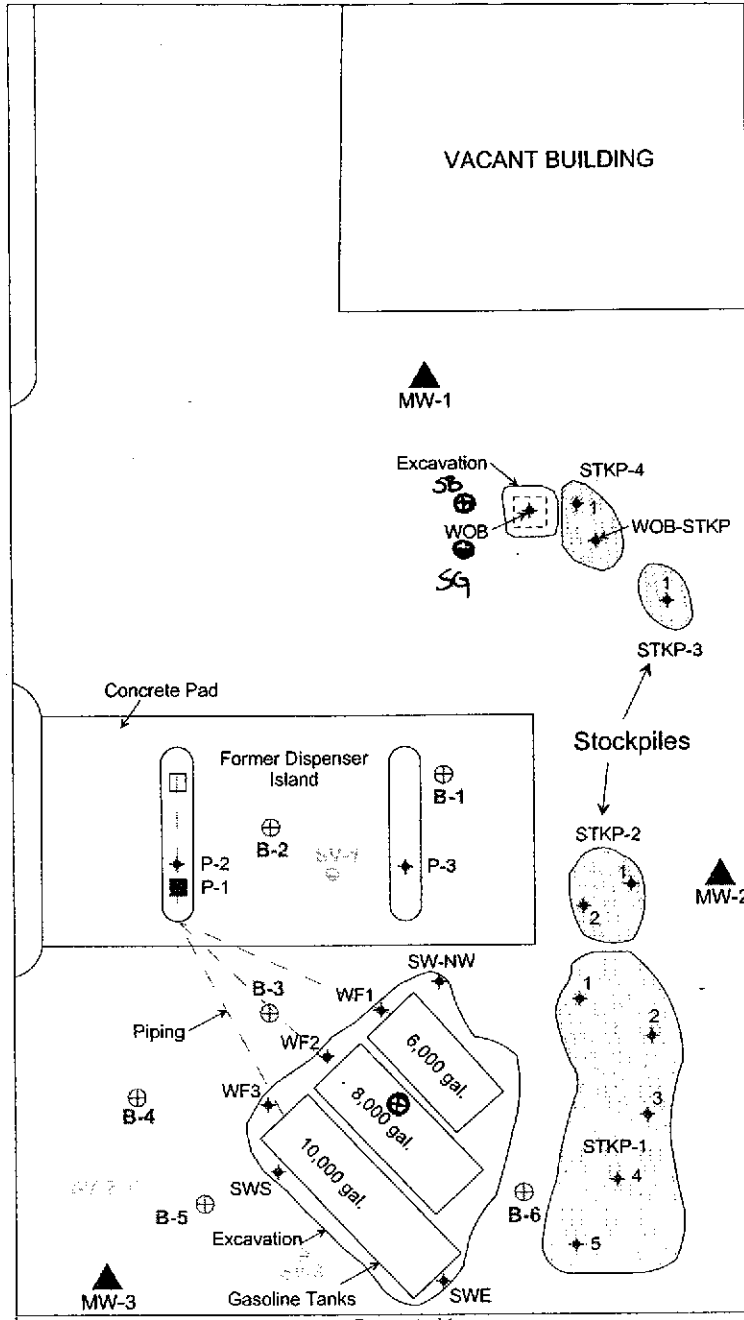 VACANT BUILDING
MW-1
Excavation
STKP-4
SB
1
WOB
WOB-STKP
SG
1
STKP-3
Concrete Pad
Stockpiles
Former Dispenser
Island
B-1
B-2
STKP-2
P-2
P-3
1
P-1
2
MW-2
SW-NW
B-3
WF1
1
Piping
WF2
2
6,000 gal.
WF3
8,000 gal.
3
B-4
STKP-1
10,000 gal.
4
SWS
B-5
B-6
Excavation
5
MW-3
Gasoline Tanks
SWE